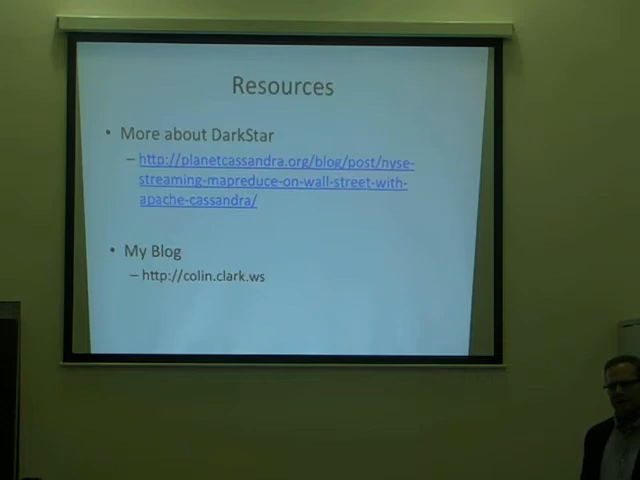 Resources
• More about DarkStar
– http://planetcassandra.org/blog/post/nyse-
streaming-mapreduce-on-wall-street-with-
apache-cassandra/
• My Blog
– http://colin.clark.ws